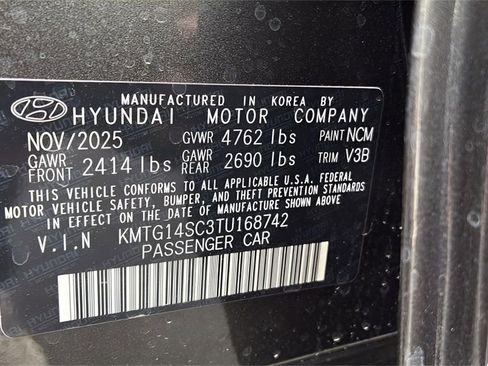 MANUFACTURED IN KOREA BY
HYUNDAI MOTOR COMPANY
NOV/2025 GVWR 4762 lbs PAINT NCM
GAWR FRONT 2414 lbs GAWR REAR 2690 lbs TRIM V3B
THIS VEHICLE CONFORMS TO ALL APPLICABLE U.S.A. FEDERAL
MOTOR VEHICLE SAFETY, BUMPER, AND THEFT PREVENTION STANDARDS
IN EFFECT ON THE DATE OF MANUFACTURE SHOWN ABOVE
V.I.N KMTG14SC3TU168742
PASSENGER CAR